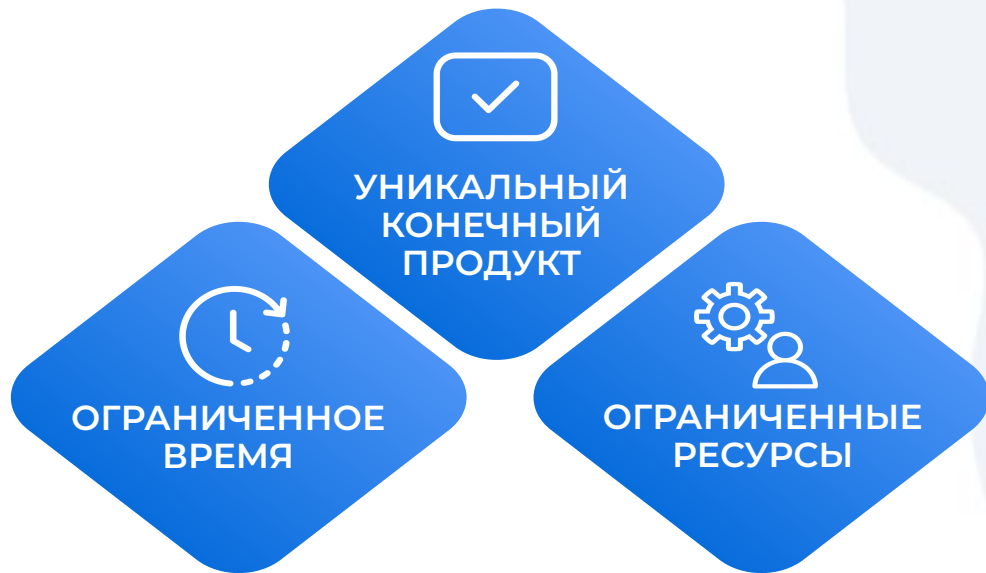 УНИКАЛЬНЫЙ
КОНЕЧНЫЙ
ПРОДУКТ
ОГРАНИЧЕННОЕ
ВРЕМЯ
ОГРАНИЧЕННЫЕ
РЕСУРСЫ